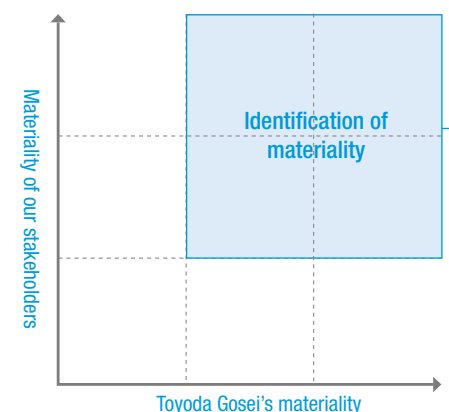 Identification of
materiality
Materiality of our stakeholders
Toyoda Gosei's materiality